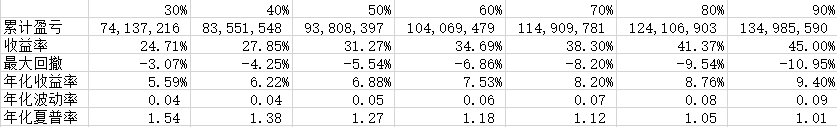 30% 40% 50% 60% 70% 80% 90%
累计盈亏 74,137,216 83,551,548 93,808,397 104,069,479 114,909,781 124,106,903 134,985,590
收益率 24.71% 27.85% 31.27% 34.69% 38.30% 41.37% 45.00%
最大回撤 -3.07% -4.25% -5.54% -6.86% -8.20% -9.54% -10.95%
年化收益率 5.59% 6.22% 6.88% 7.53% 8.20% 8.76% 9.40%
年化波动率 0.04 0.04 0.05 0.06 0.07 0.08 0.09
年化夏普率 1.54 1.38 1.27 1.18 1.12 1.05 1.01